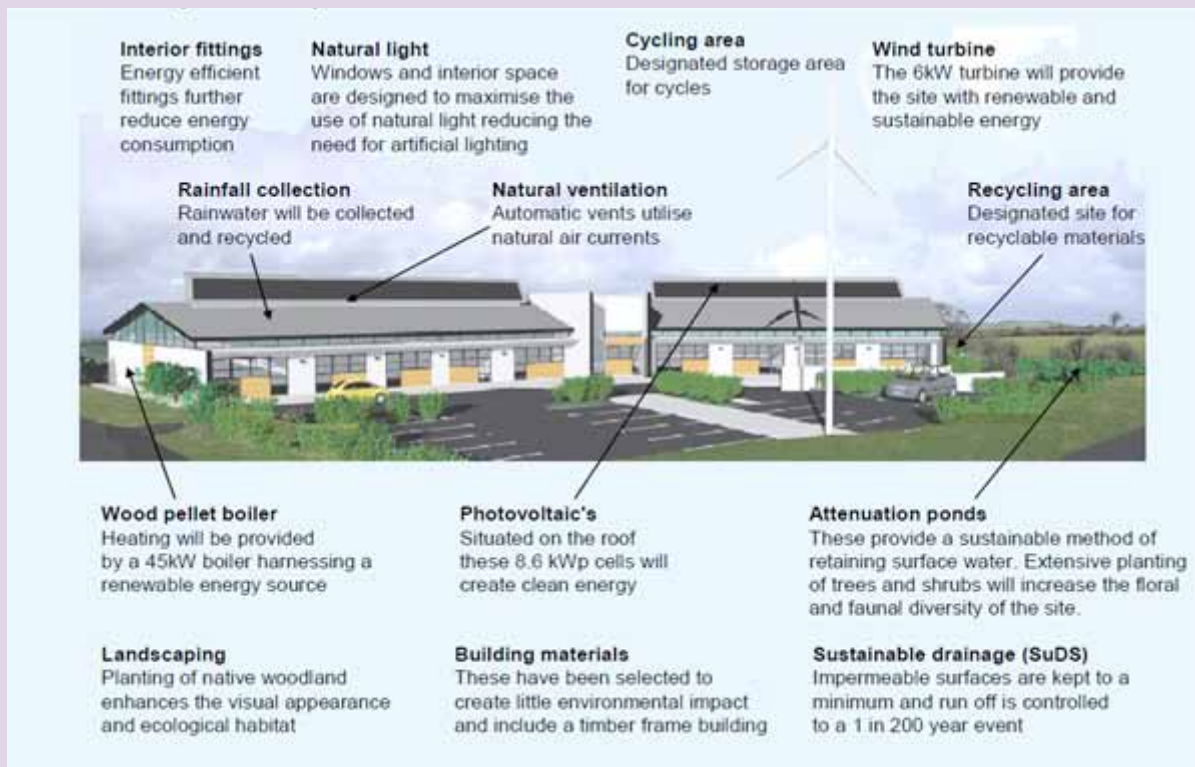 Interior fittings
Energy efficient
fittings further
reduce energy
consumption
Natural light
Windows and interior space
are designed to maximise the
use of natural light reducing the
need for artificial lighting
Cycling area
Designated storage area
for cycles
Wind turbine
The 6kW turbine will provide
the site with renewable and
sustainable energy
Rainfall collection
Rainwater will be collected
and recycled
Natural ventilation
Automatic vents utilise
natural air currents
Recycling area
Designated site for
recyclable materials
Wood pellet boiler
Heating will be provided
by a 45kW boiler harnessing a
renewable energy source
Photovoltaic's
Situated on the roof
these 8.6 kWp cells will
create clean energy
Attenuation ponds
These provide a sustainable method of
retaining surface water. Extensive planting
of trees and shrubs will increase the floral
and faunal diversity of the site.
Landscaping
Planting of native woodland
enhances the visual appearance
and ecological habitat
Building materials
These have been selected to
create little environmental impact
and include a timber frame building
Sustainable drainage (SuDS)
Impermeable surfaces are kept to a
minimum and run off is controlled
to a 1 in 200 year event